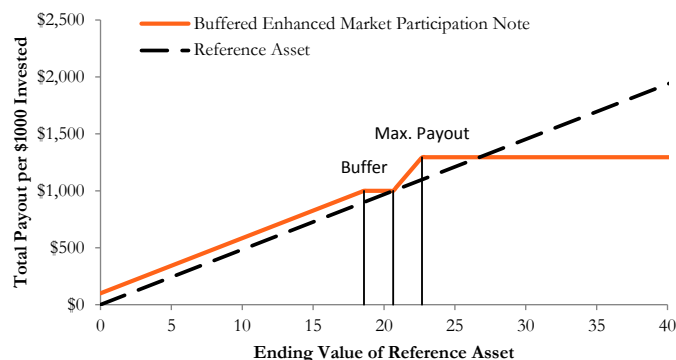 Buffered Enhanced Market Participation Note
Reference Asset
Total Payout per $1000 Invested
$2,500
$2,000
$1,500
$1,000
$500
$0
Max. Payout
Buffer
0 5 10 15 20 25 30 35 40
Ending Value of Reference Asset